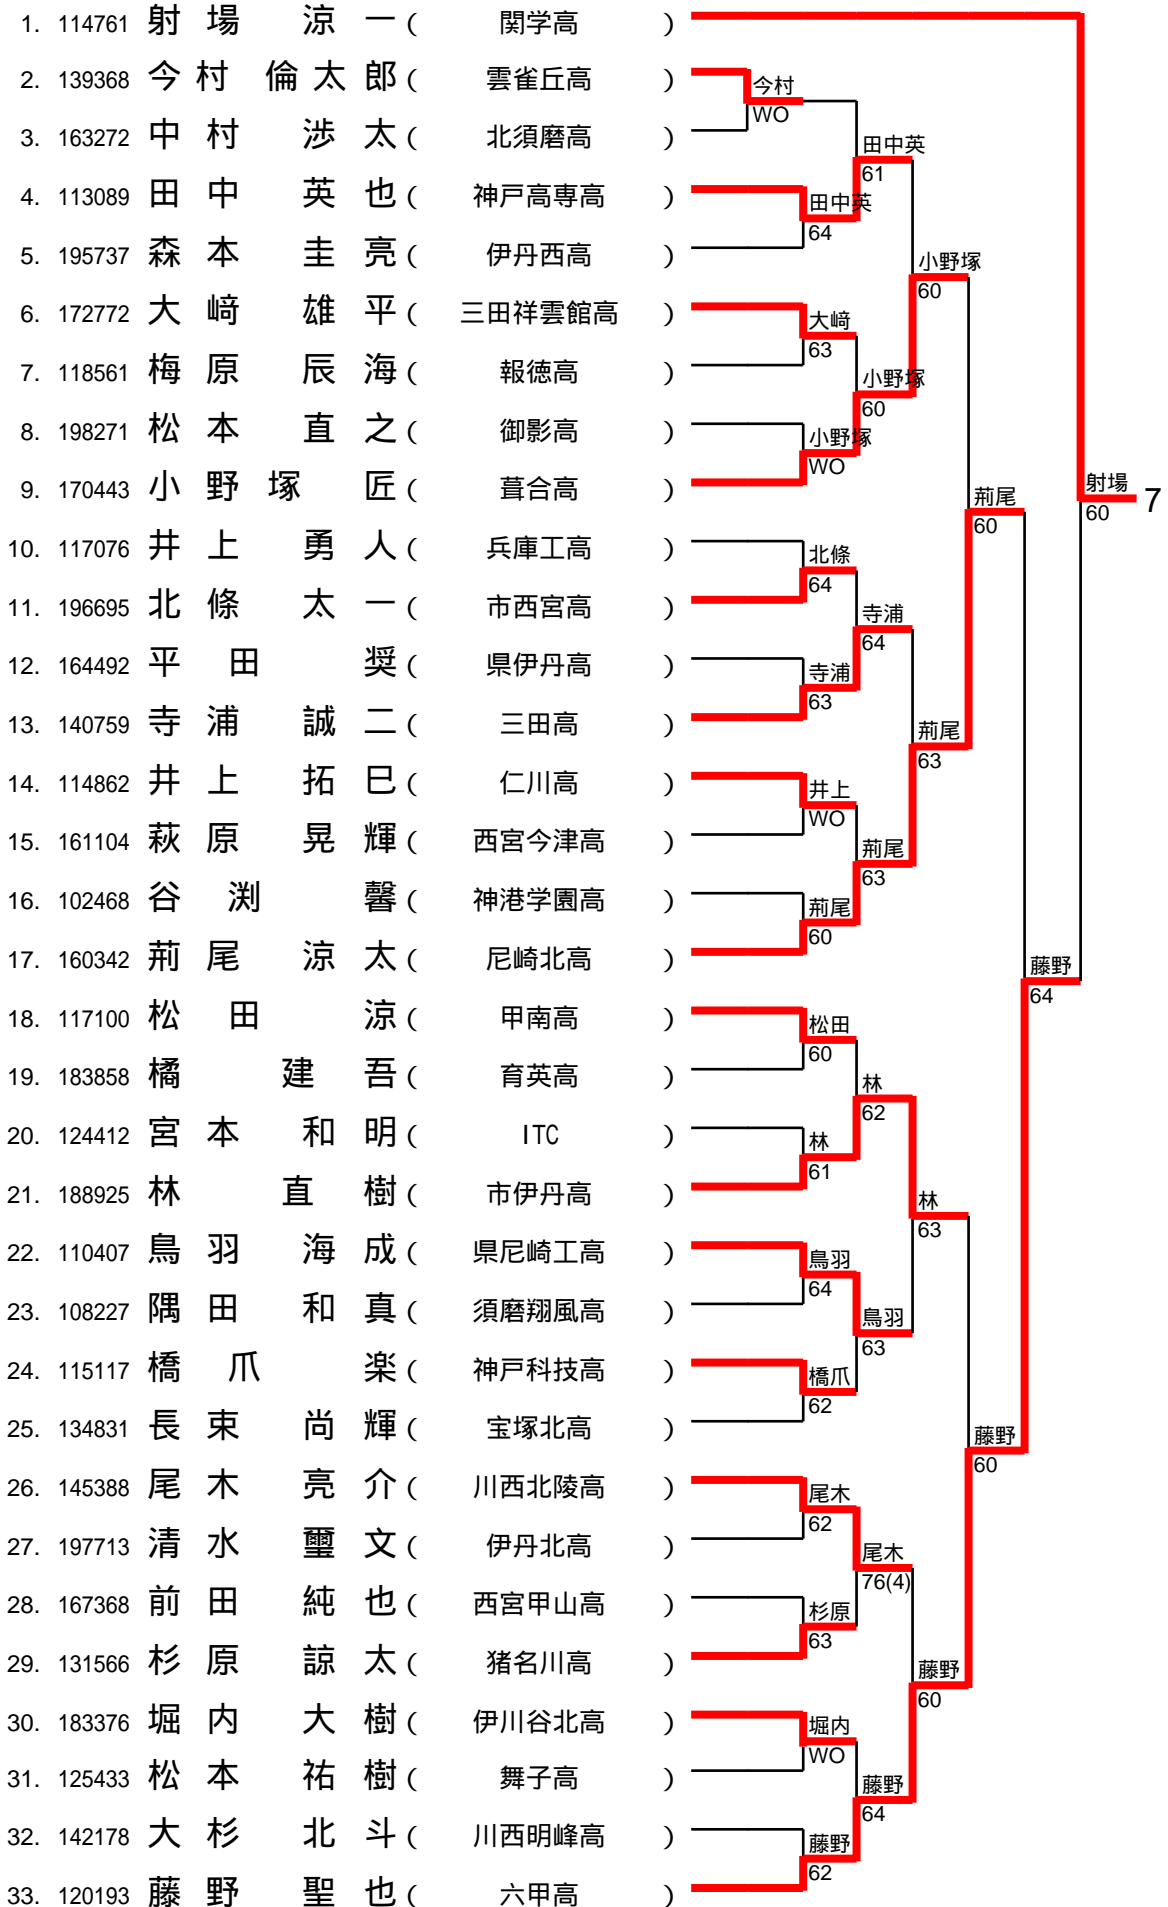 1. 114761 射場 涼一 ( 関学高 )
2. 139368 今村 倫太郎 ( 雲雀丘高 )
今村
WO
3. 163272 中村 渉太 ( 北須磨高 )
田中英
61
4. 113089 田中 英也 ( 神戸高専高 )
田中英
64
5. 195737 森本 圭亮 ( 伊丹西高 )
小野塚
60
6. 172772 大﨑 雄平 ( 三田祥雲館高 )
大﨑
63
7. 118561 梅原 辰海 ( 報徳高 )
小野塚
60
8. 198271 松本 直之 ( 御影高 )
小野塚
WO
9. 170443 小野塚 匠 ( 葺合高 )
射場
60
7
荊尾
60
10. 117076 井上 勇人 ( 兵庫工高 )
北條
64
11. 196695 北條 太一 ( 市西宮高 )
寺浦
64
12. 164492 平田 奨 ( 県伊丹高 )
寺浦
63
13. 140759 寺浦 誠二 ( 三田高 )
荊尾
63
14. 114862 井上 拓巳 ( 仁川高 )
井上
WO
15. 161104 萩原 晃輝 ( 西宮今津高 )
荊尾
63
16. 102468 谷渕 馨 ( 神港学園高 )
荊尾
60
17. 160342 荊尾 涼太 ( 尼崎北高 )
藤野
64
18. 117100 松田 涼 ( 甲南高 )
松田
60
19. 183858 橘 建吾 ( 育英高 )
林
62
20. 124412 宮本 和明 ( ITC )
林
61
21. 188925 林 直樹 ( 市伊丹高 )
林
63
22. 110407 鳥羽 海成 ( 県尼崎工高 )
鳥羽
64
23. 108227 隅田 和真 ( 須磨翔風高 )
鳥羽
63
24. 115117 橋爪 楽 ( 神戸科技高 )
橋爪
62
25. 134831 長束 尚輝 ( 宝塚北高 )
藤野
60
26. 145388 尾木 亮介 ( 川西北陵高 )
尾木
62
27. 197713 清水 璽文 ( 伊丹北高 )
尾木
76(4)
28. 167368 前田 純也 ( 西宮甲山高 )
杉原
63
29. 131566 杉原 諒太 ( 猪名川高 )
藤野
60
30. 183376 堀内 大樹 ( 伊川谷北高 )
堀内
WO
31. 125433 松本 祐樹 ( 舞子高 )
藤野
64
32. 142178 大杉 北斗 ( 川西明峰高 )
藤野
62
33. 120193 藤野 聖也 ( 六甲高 )